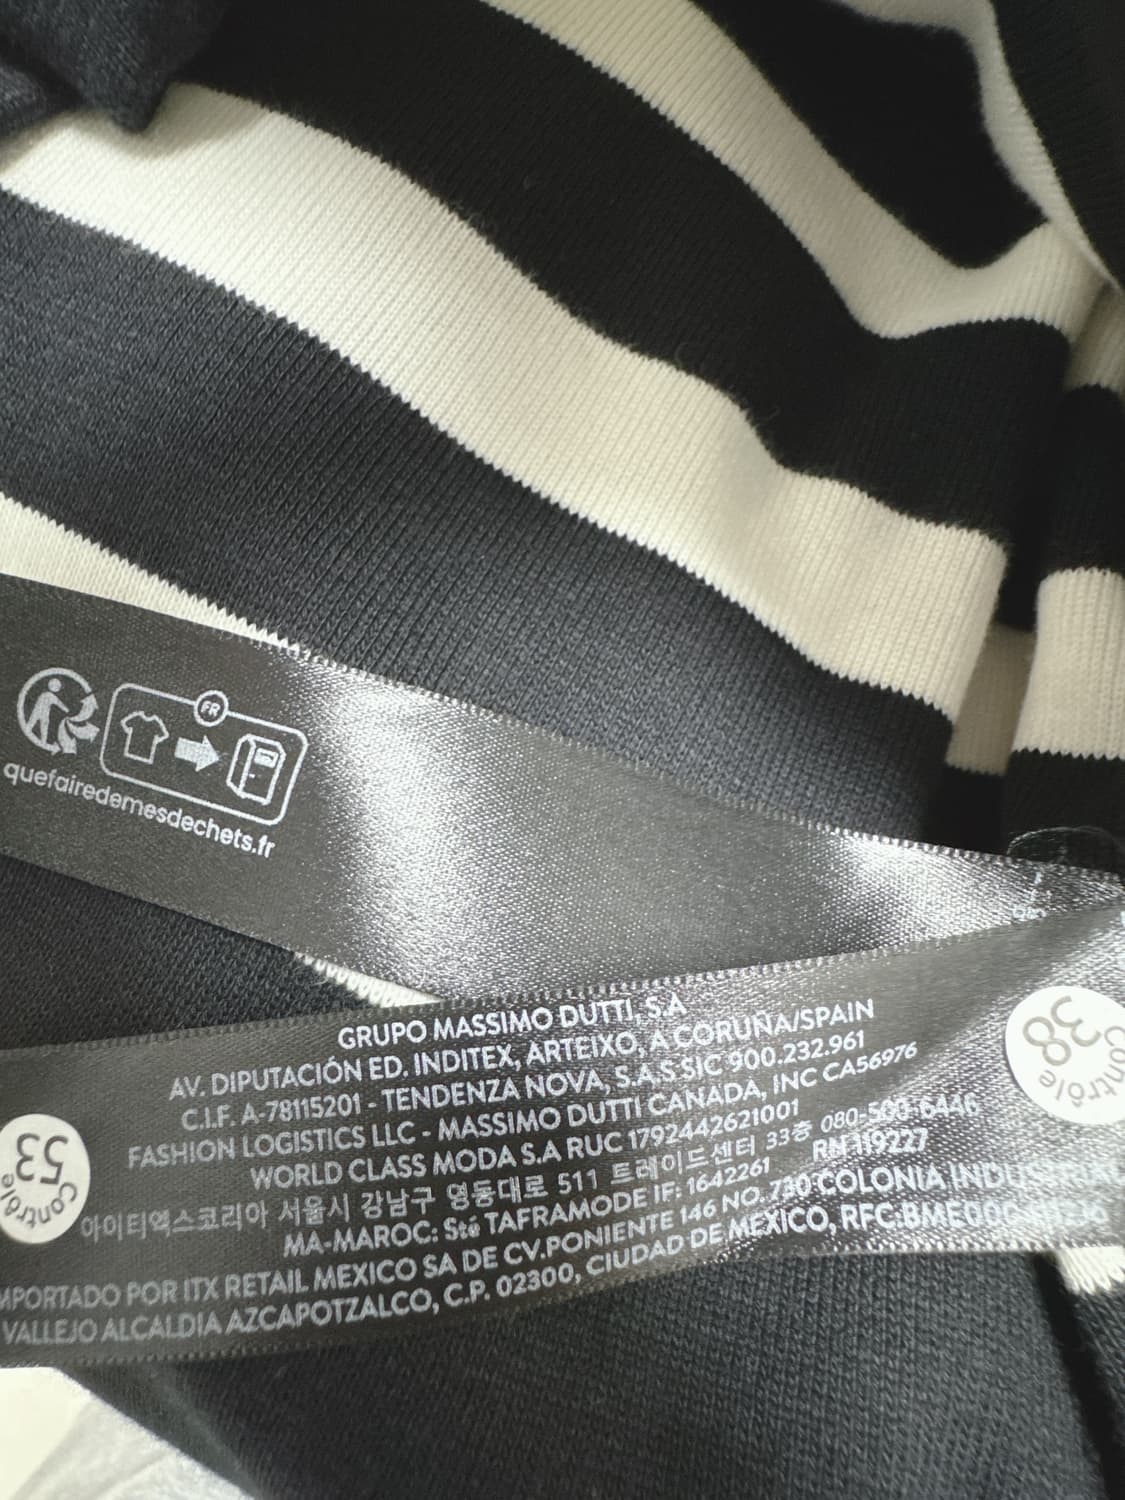 FR
quefairedemesdechets.fr
GRUPO MASSIMO DUTTI, S.A
AV. DIPUTACIÓN ED. INDITEX, ARTEIXO, A CORUÑA/SPAIN
C.I.F. A-78115201 - TENDENZA NOVA, S.A.S.SIC 900.232.961
FASHION LOGISTICS LLC - MASSIMO DUTTI CANADA, INC CA56976
WORLD CLASS MODA S.A RUC 1792442621001
아이티엑스코리아 서울시 강남구 영동대로 511 트레이드센터 33층 080-500-6446
MA-MAROC: Sté TAFRAMODE IF: 1642261 RN 119227
IMPORTADO POR ITX RETAIL MEXICO SA DE CV.PONIENTE 146 NO. 730 COLONIA
VALLEJO ALCALDIA AZCAPOTZALCO, C.P. 02300, CIUDAD DE MEXICO,
Contrôle
53
Contrôle
38